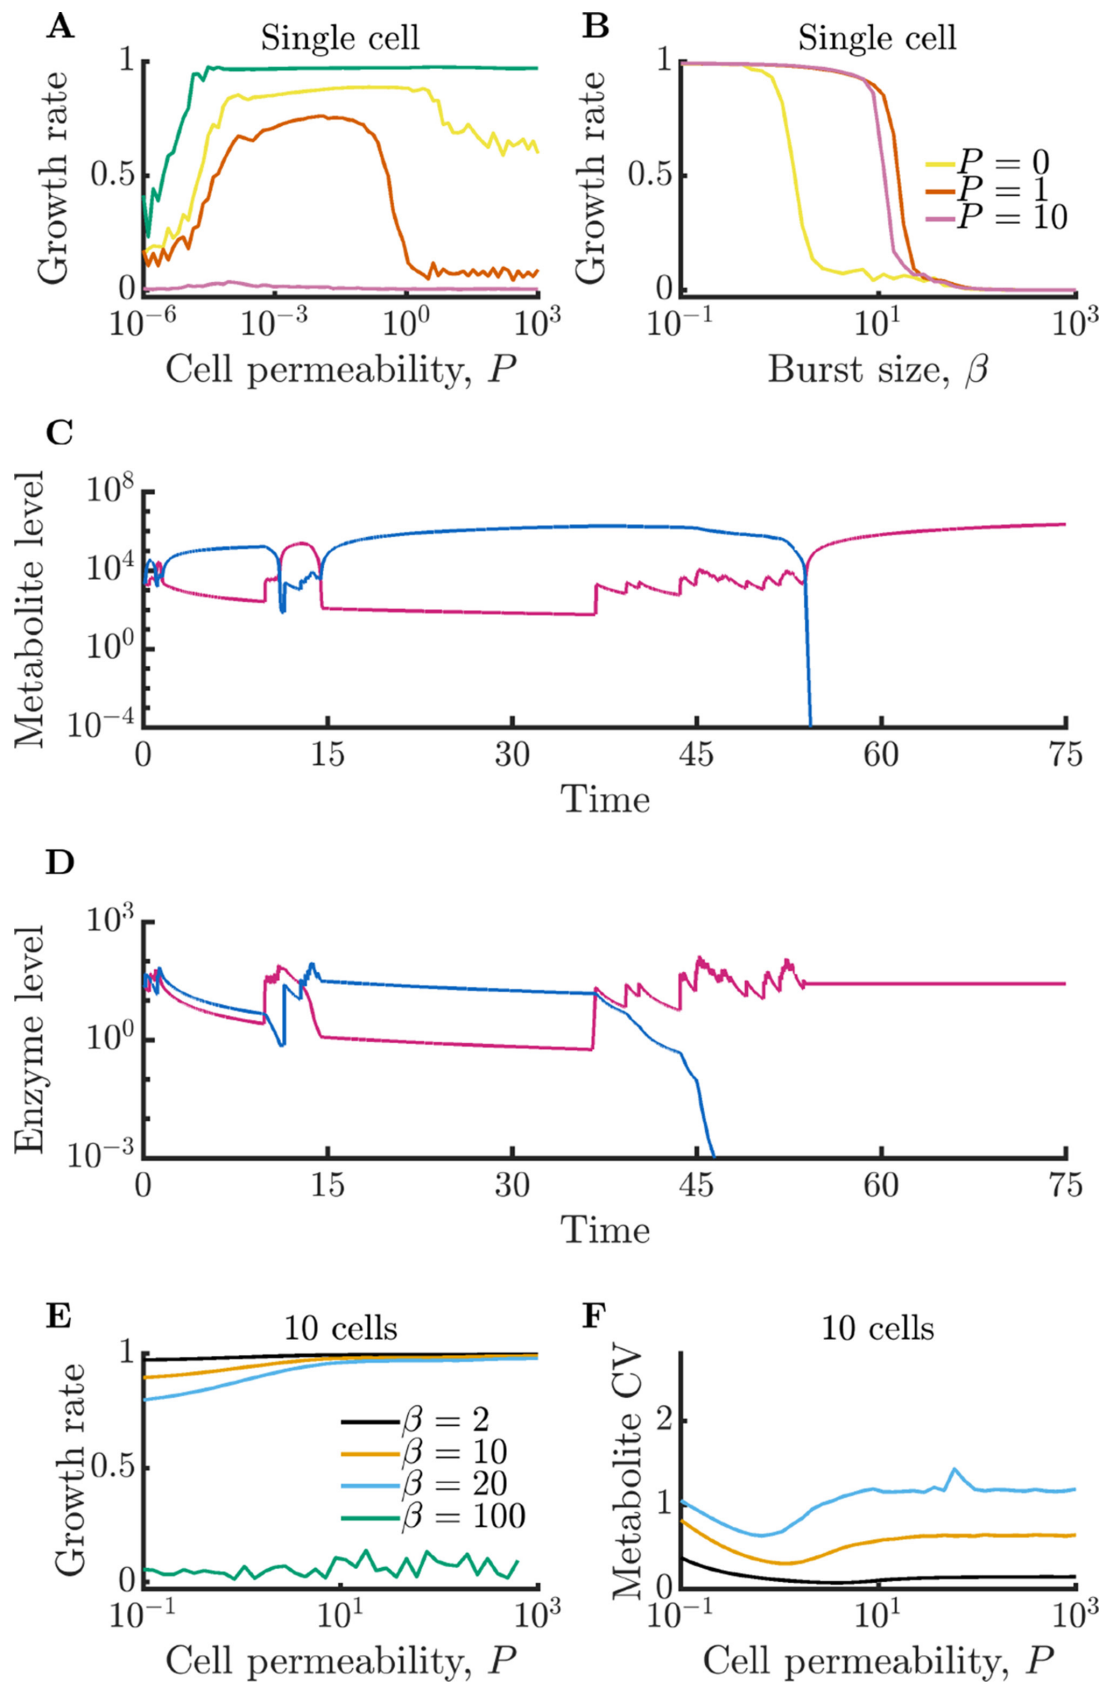 A
Single cell
Growth rate
1
0.5
0
10^-6
10^-3
10^0
10^3
Cell permeability, P
B
Single cell
Growth rate
1
0.5
0
P = 0
P = 1
P = 10
10^-1
10^1
10^3
Burst size, β
C
Metabolite level
10^8
10^4
10^0
10^-4
0
15
30
45
60
75
Time
D
Enzyme level
10^3
10^0
10^-3
0
15
30
45
60
75
Time
E
10 cells
Growth rate
1
0.5
0
β = 2
β = 10
β = 20
β = 100
10^-1
10^1
10^3
Cell permeability, P
F
10 cells
Metabolite CV
2
1
0
10^-1
10^1
10^3
Cell permeability, P